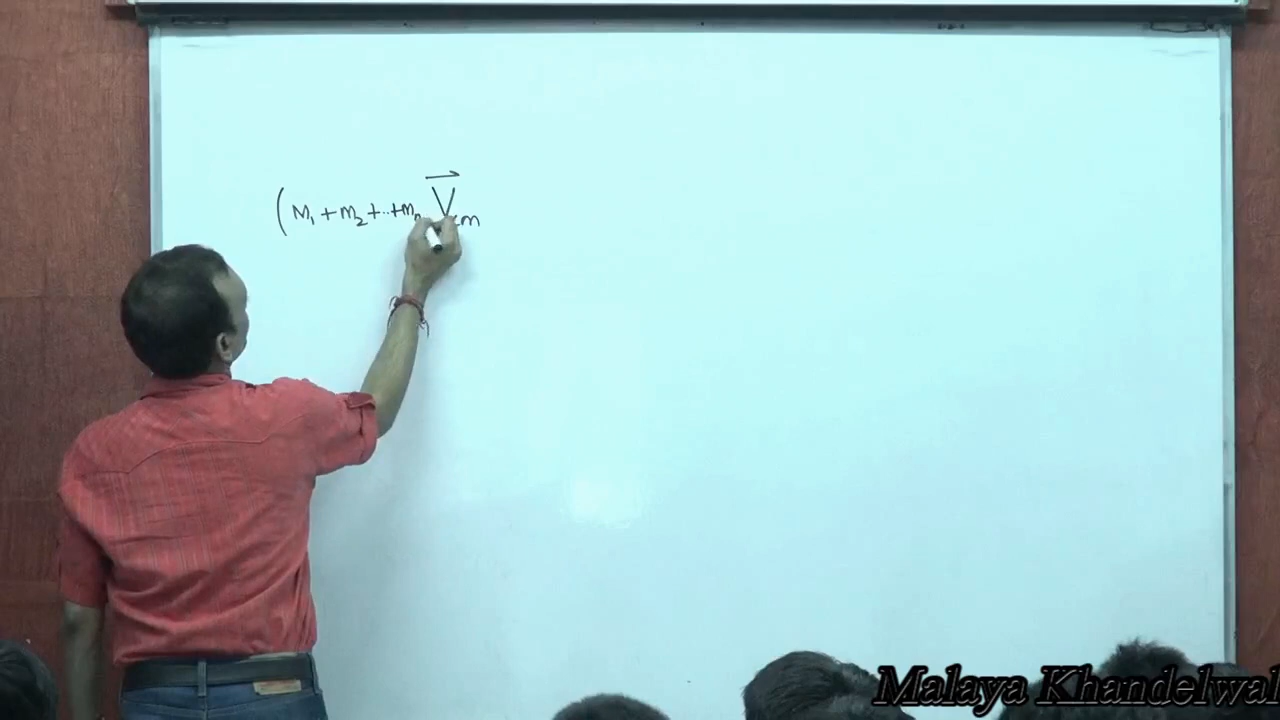 (m₁ + m₂ + .. + mₙ V⃗cm
Malaya Khandelwal